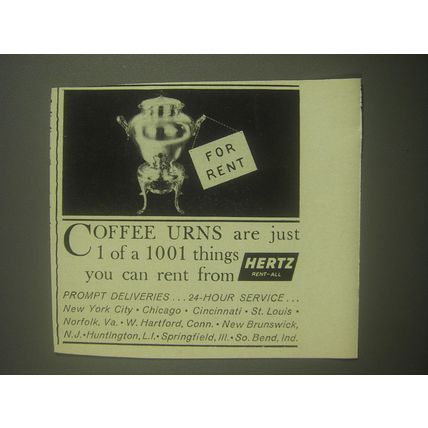 FOR
RENT
COFFEE URNS are just
1 of a 1001 things
you can rent from HERTZ
RENT-ALL
PROMPT DELIVERIES . . . 24-HOUR SERVICE . . .
New York City • Chicago • Cincinnati • St. Louis •
Norfolk, Va. • W. Hartford, Conn. • New Brunswick,
N.J. • Huntington, L.I. • Springfield, Ill. • So. Bend, Ind.